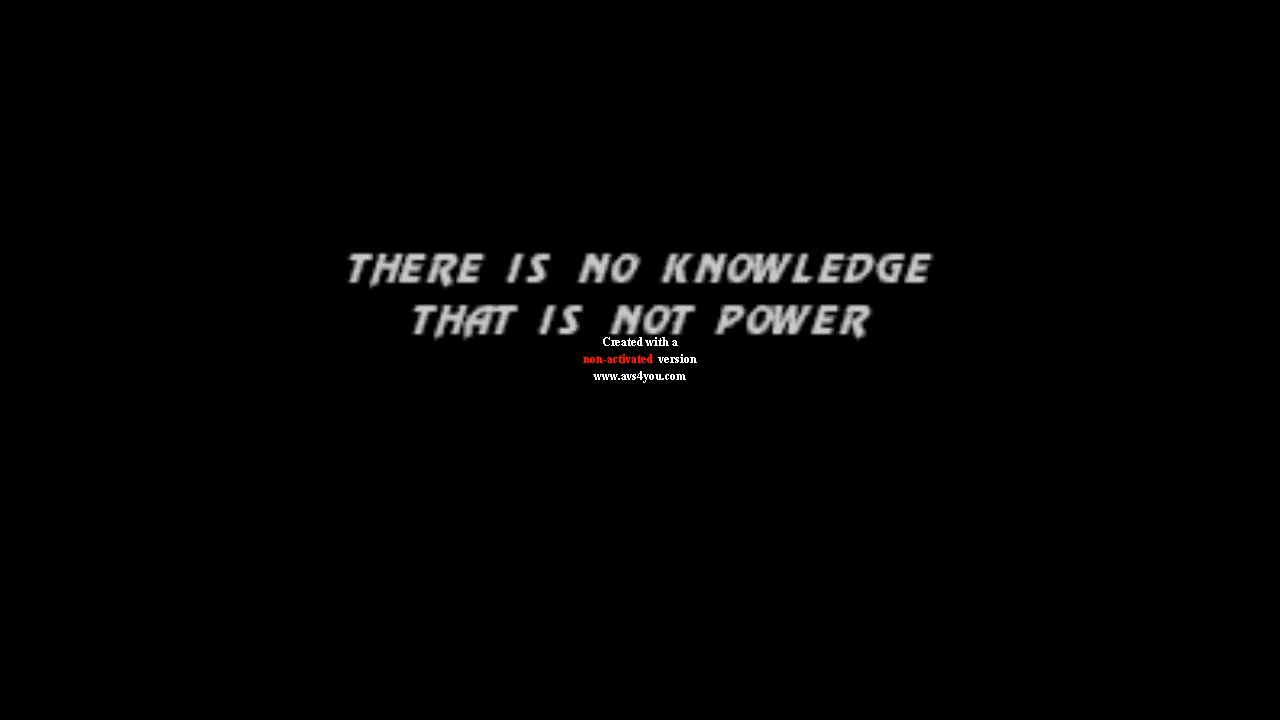 THERE IS NO KNOWLEDGE
THAT IS NOT POWER
Created with a
non-activated version
www.avs4you.com